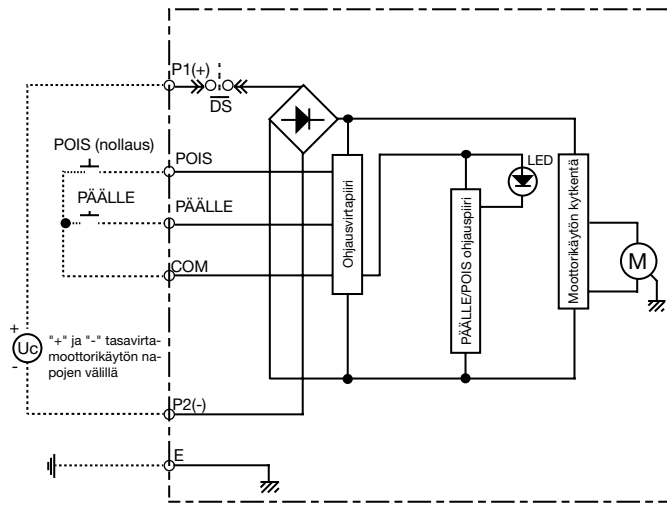 P1(+)
DS
POIS (nollaus)
POIS
LED
PÄÄLLE
PÄÄLLE
COM
Ohjausvirtapiiri
PÄÄLLE/POIS ohjauspiiri
Moottorikäytön kytkentä
M
+
Uc
-
"+" ja "-" tasavirta-
moottorikäytön na-
pojen välillä
P2(-)
E